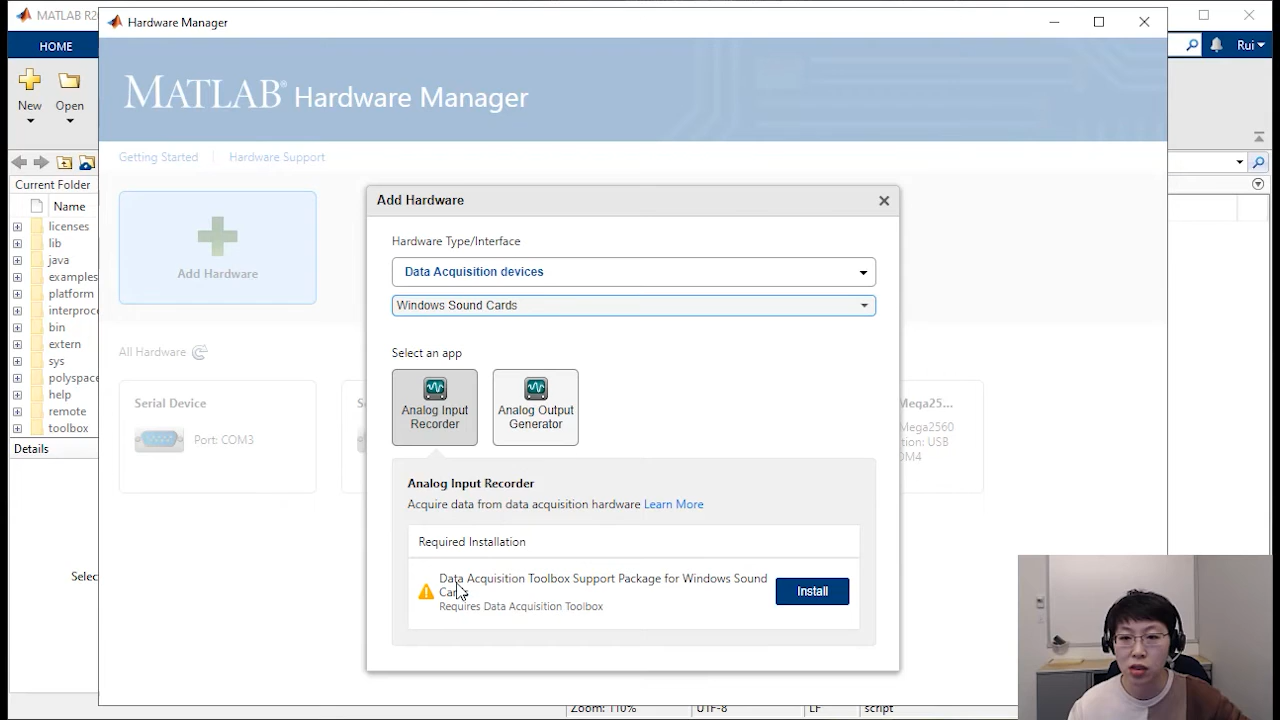 MATLAB R20
Hardware Manager
HOME
Rui
MATLAB® Hardware Manager
New
Open
Getting Started
Hardware Support
Current Folder
Name
licenses
lib
java
examples
platform
interproce
bin
extern
sys
polyspace
help
remote
toolbox
Details
Selec
Add Hardware
All Hardware
Serial Device
Port: COM3
Se
Mega25...
Mega2560
tion: USB
OM4
Add Hardware
Hardware Type/Interface
Data Acquisition devices
Windows Sound Cards
Select an app
Analog Input
Recorder
Analog Output
Generator
Analog Input Recorder
Acquire data from data acquisition hardware Learn More
Required Installation
Data Acquisition Toolbox Support Package for Windows Sound
Cards
Requires Data Acquisition Toolbox
Install
Zoom: 110%
UTF-8
LF
script